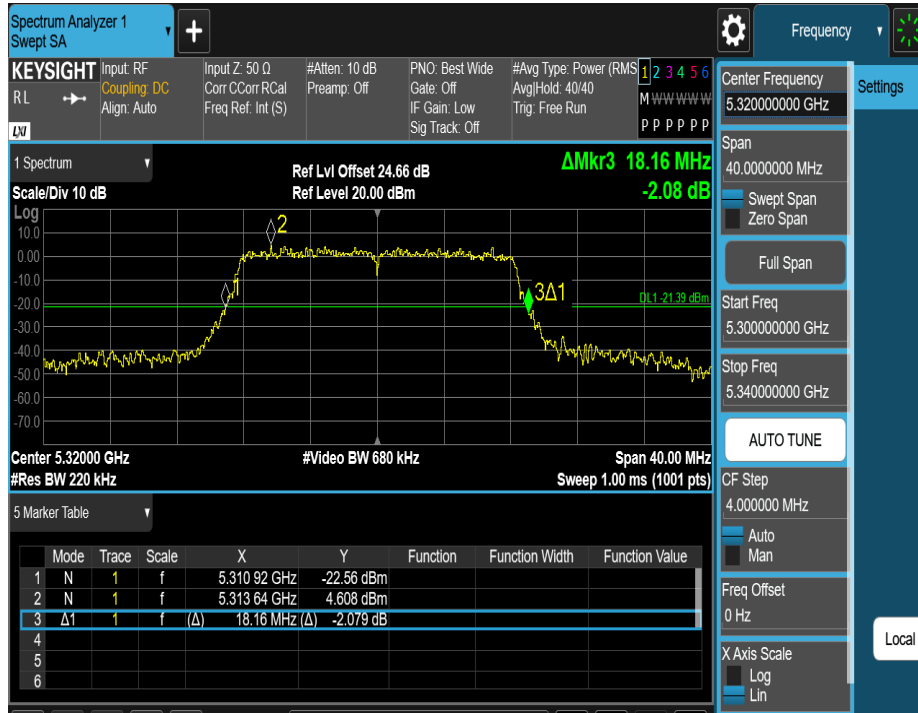 Spectrum Analyzer 1
Swept SA
+
Frequency
KEYSIGHT
RL
LXI
Input: RF
Coupling: DC
Align: Auto
Input Z: 50 Ω
Corr CCorr RCal
Freq Ref: Int (S)
#Atten: 10 dB
Preamp: Off
PNO: Best Wide
Gate: Off
IF Gain: Low
Sig Track: Off
#Avg Type: Power (RMS
Avg|Hold: 40/40
Trig: Free Run
1 2 3 4 5 6
M W W W W W
P P P P P P
1 Spectrum
Scale/Div 10 dB
Ref Lvl Offset 24.66 dB
Ref Level 20.00 dBm
ΔMkr3 18.16 MHz
-2.08 dB
Log
10.0
0.00
-10.0
-20.0
-30.0
-40.0
-50.0
-60.0
-70.0
2
3Δ1
DL1 -21.39 dBm
Center 5.32000 GHz
#Video BW 680 kHz
Span 40.00 MHz
#Res BW 220 kHz
Sweep 1.00 ms (1001 pts)
5 Marker Table
Mode Trace Scale X Y Function Function Width Function Value
1 N 1 f 5.310 92 GHz -22.56 dBm
2 N 1 f 5.313 64 GHz 4.608 dBm
3 Δ1 1 f (Δ) 18.16 MHz (Δ) -2.079 dB
4
5
6
Center Frequency
5.320000000 GHz
Settings
Span
40.0000000 MHz
Swept Span
Zero Span
Full Span
Start Freq
5.300000000 GHz
Stop Freq
5.340000000 GHz
AUTO TUNE
CF Step
4.000000 MHz
Auto
Man
Freq Offset
0 Hz
X Axis Scale
Log
Lin
Local